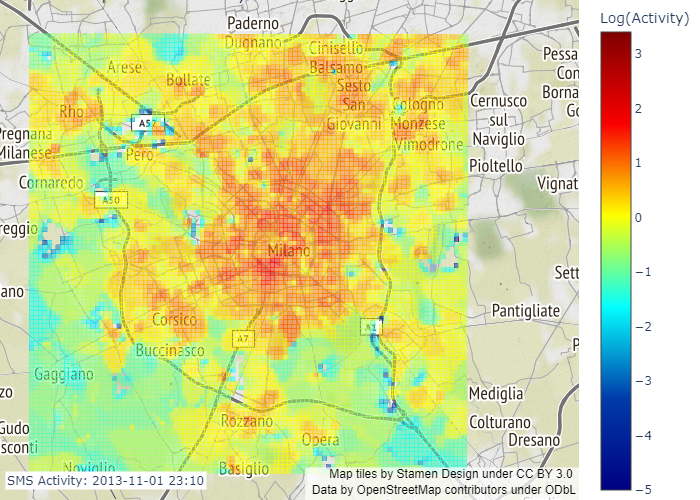 Log(Activity)
Paderno
Dugnano
Cinisello
Balsamo
Arese
Bollate
Sesto
San
Giovanni
Rho
Cologno
Monzese
Vimodrone
Cernusco
sul
Naviglio
Pioltello
Pessa
Con
Borna
Go
Pregnana
Milanese
Pero
Cornaredo
A50
Vignat
reggio
Milano
Sett
ano
Pantigliate
Corsico
A1
A7
Buccinasco
P
Gaggiano
zo
Mediglia
Rozzano
Colturano
Gudo
Opera
Dresano
sconti
Noviglio
Basiglio
3
2
1
0
−1
−2
−3
−4
−5
SMS Activity: 2013-11-01 23:10
Map tiles by Stamen Design under CC BY 3.0
Data by OpenStreetMap contributors under ODbL